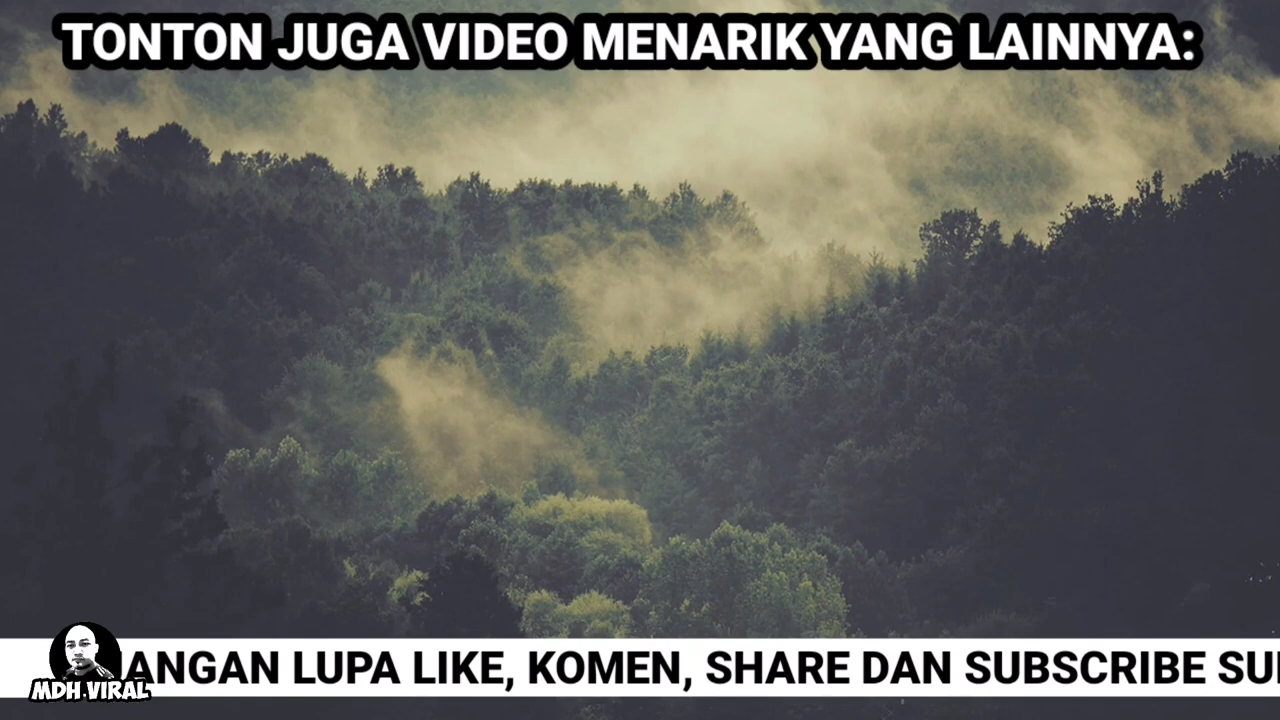 TONTON JUGA VIDEO MENARIK YANG LAINNYA:
ANGAN LUPA LIKE, KOMEN, SHARE DAN SUBSCRIBE
MDH.VIRAL